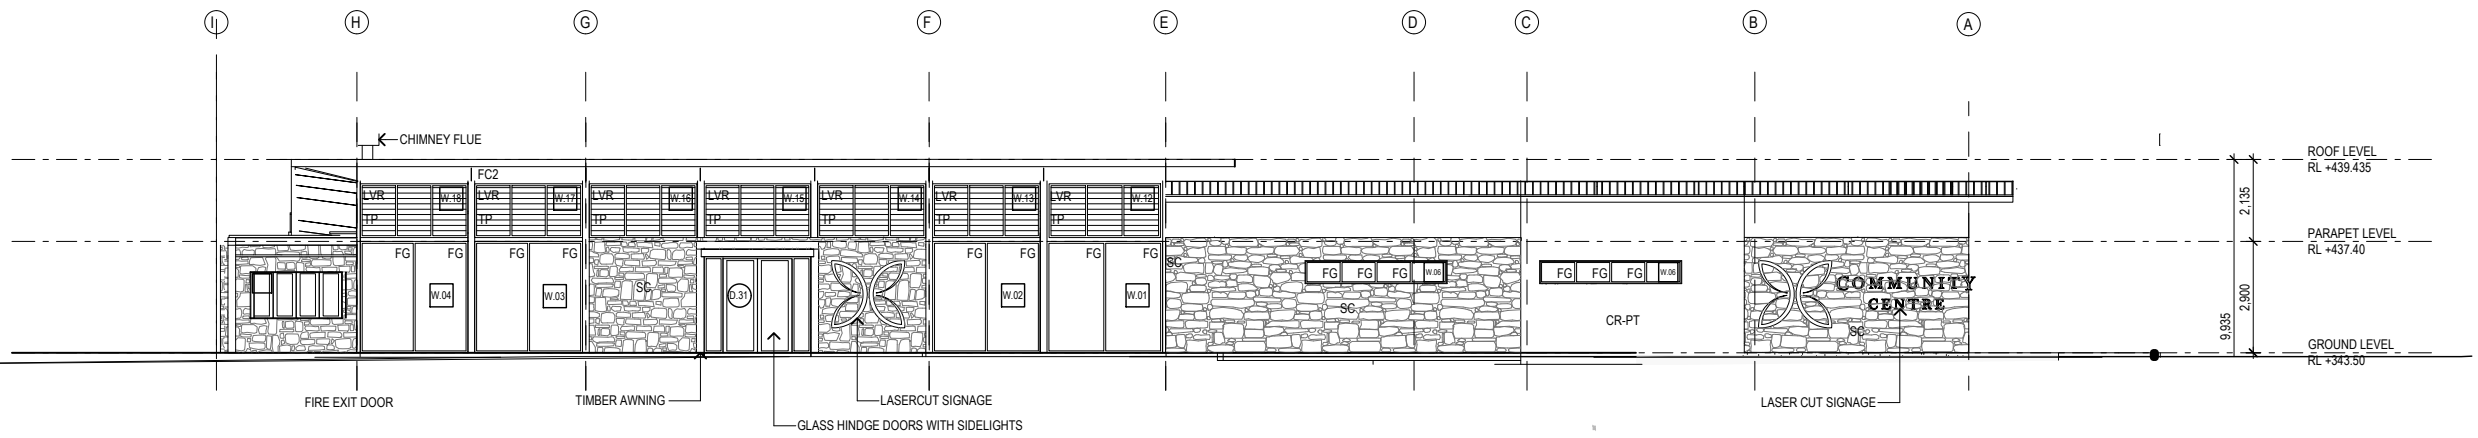 I H G F E D C B A
CHIMNEY FLUE
ROOF LEVEL
RL +439.435
FC2
LVR W.18 LVR W.17 LVR W.16 LVR W.15 LVR W.14 LVR W.13 LVR W.12
TP TP TP TP TP TP TP
2,135
PARAPET LEVEL
RL +437.40
FG FG FG FG FG FG FG FG
SC
FG FG FG W.06 FG FG FG W.06
W.04 W.03 SC D.31 W.02 W.01
COMMUNITY
CENTRE
SC CR-PT SC
2,900
9,935
GROUND LEVEL
RL +343.50
FIRE EXIT DOOR
TIMBER AWNING
LASERCUT SIGNAGE
LASER CUT SIGNAGE
GLASS HINDGE DOORS WITH SIDELIGHTS